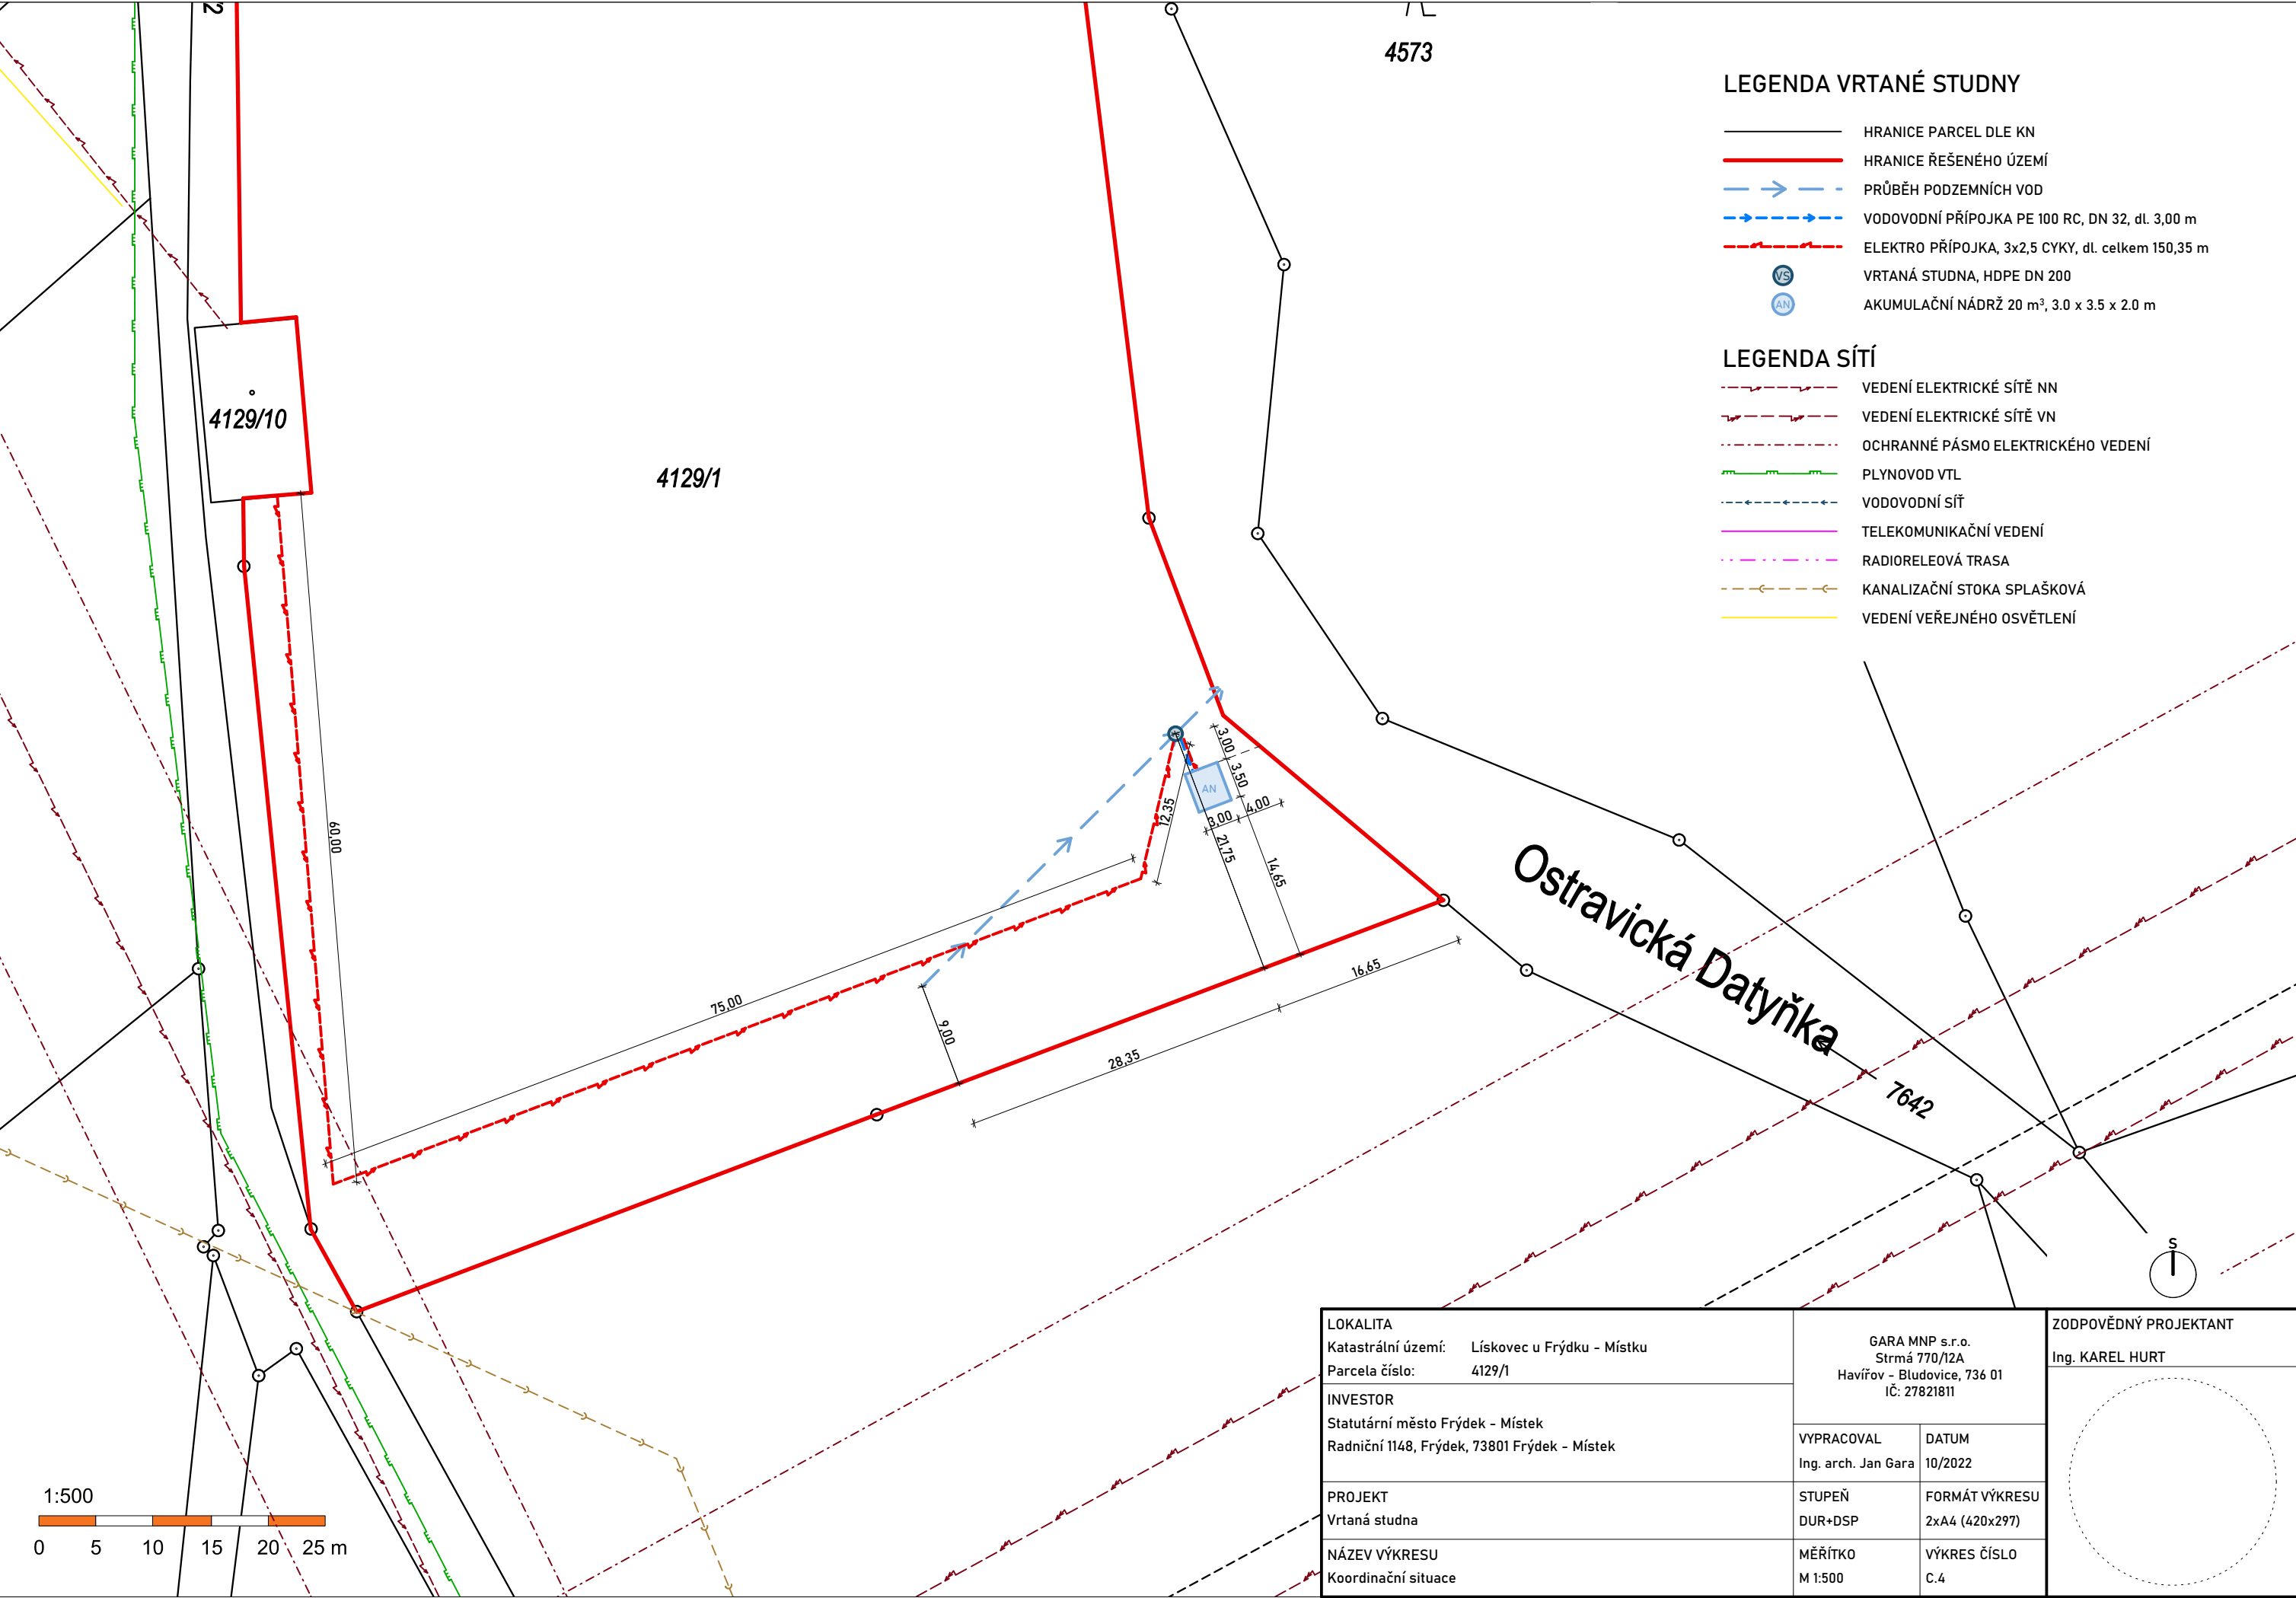 2
4573
4129/10
4129/1
LEGENDA VRTANÉ STUDNY
HRANICE PARCEL DLE KN
HRANICE ŘEŠENÉHO ÚZEMÍ
PRŮBĚH PODZEMNÍCH VOD
VODOVODNÍ PŘÍPOJKA PE 100 RC, DN 32, dl. 3,00 m
ELEKTRO PŘÍPOJKA, 3x2,5 CYKY, dl. celkem 150,35 m
VS VRTANÁ STUDNA, HDPE DN 200
AN AKUMULAČNÍ NÁDRŽ 20 m³, 3.0 x 3.5 x 2.0 m
LEGENDA SÍTÍ
VEDENÍ ELEKTRICKÉ SÍTĚ NN
VEDENÍ ELEKTRICKÉ SÍTĚ VN
OCHRANNÉ PÁSMO ELEKTRICKÉHO VEDENÍ
PLYNOVOD VTL
VODOVODNÍ SÍŤ
TELEKOMUNIKAČNÍ VEDENÍ
RADIORELEOVÁ TRASA
KANALIZAČNÍ STOKA SPLAŠKOVÁ
VEDENÍ VEŘEJNÉHO OSVĚTLENÍ
60,00
75,00
12,35
3,00
3,50
AN
4,00
3,00
21,75
14,65
9,00
28,35
16,65
Ostravická Datyňka
7642
S
1:500
0 5 10 15 20 25 m
LOKALITA
Katastrální území: Lískovec u Frýdku - Místku
Parcela číslo: 4129/1
INVESTOR
Statutární město Frýdek - Místek
Radniční 1148, Frýdek, 73801 Frýdek - Místek
PROJEKT
Vrtaná studna
NÁZEV VÝKRESU
Koordinační situace
GARA MNP s.r.o.
Strmá 770/12A
Havířov - Bludovice, 736 01
IČ: 27821811
VYPRACOVAL
Ing. arch. Jan Gara
DATUM
10/2022
STUPEŇ
DUR+DSP
FORMÁT VÝKRESU
2xA4 (420x297)
MĚŘÍTKO
M 1:500
VÝKRES ČÍSLO
C.4
ZODPOVĚDNÝ PROJEKTANT
Ing. KAREL HURT